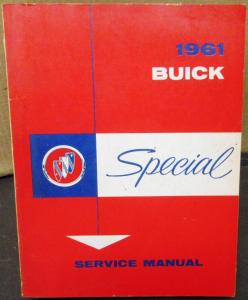 1961
BUICK
Special
SERVICE MANUAL